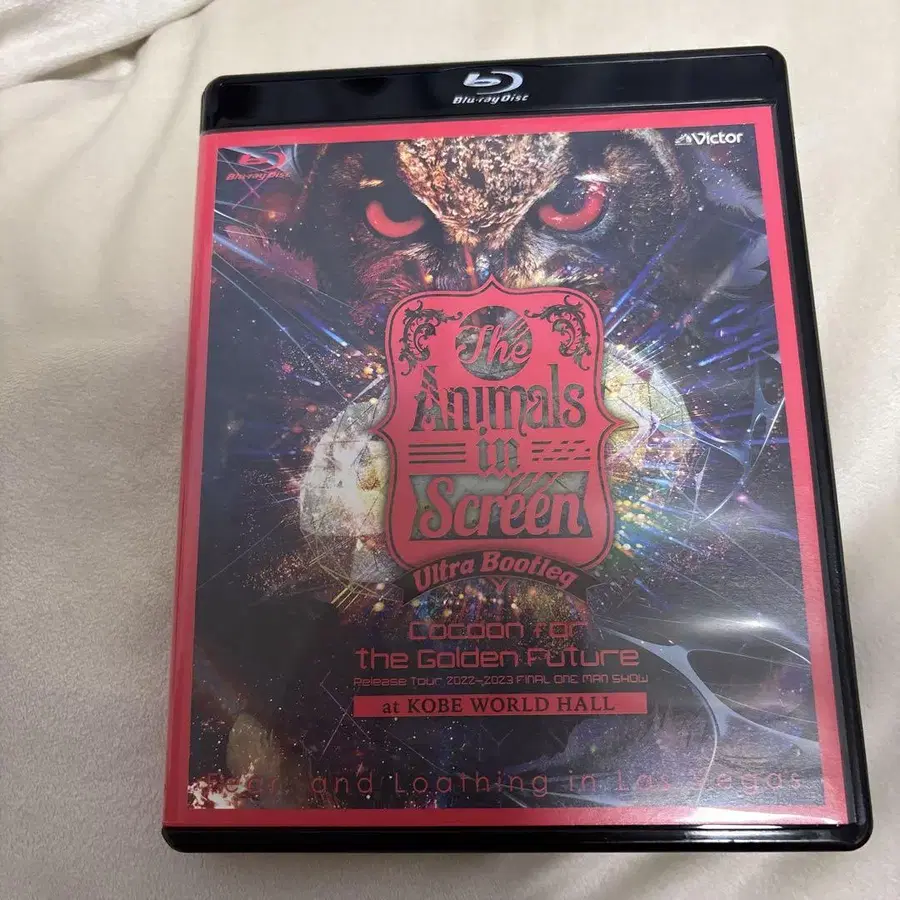 Blu-ray Disc
Blu-ray Disc
Victor
The
Animals
in
Screen
Ultra Bootleg
Cocoon for
the Golden Future
Release Tour 2022-2023 FINAL ONE MAN SHOW
at KOBE WORLD HALL
Fear, and Loathing in Las Vegas